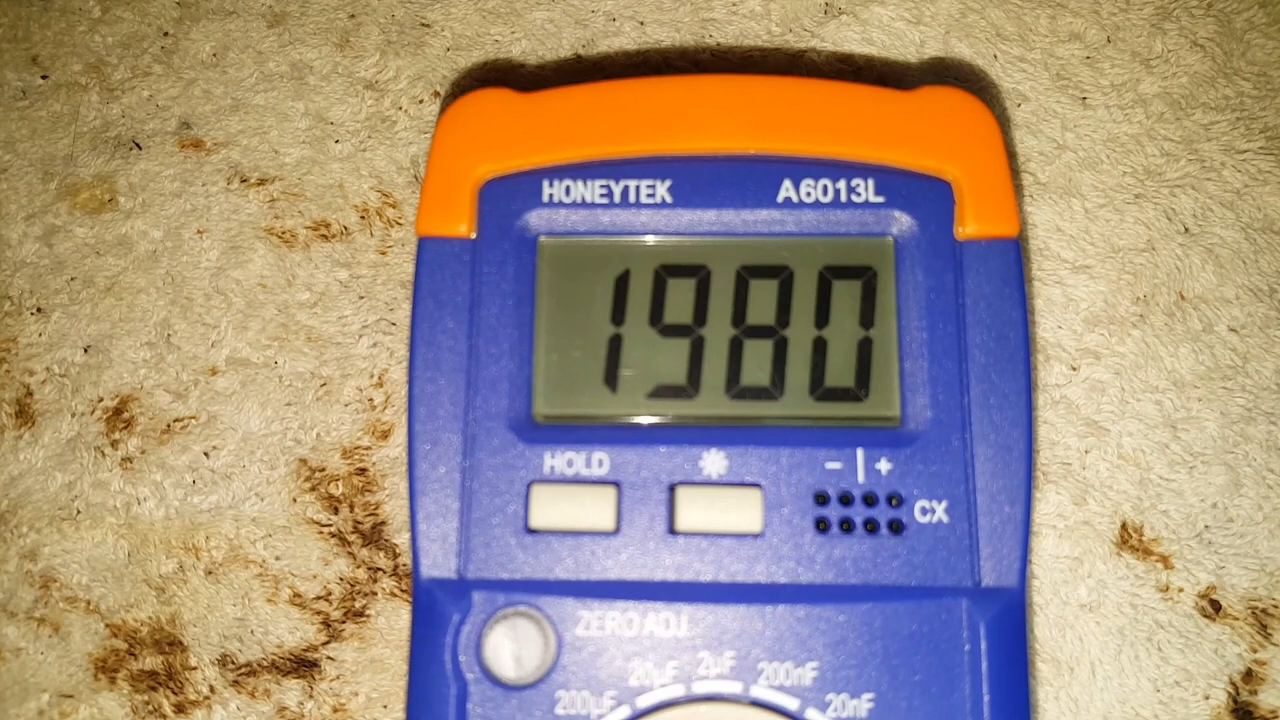 HONEYTEK A6013L
1980
HOLD - | +
CX
ZERO ADJ.
200µF 20µF 2µF 200nF 20nF